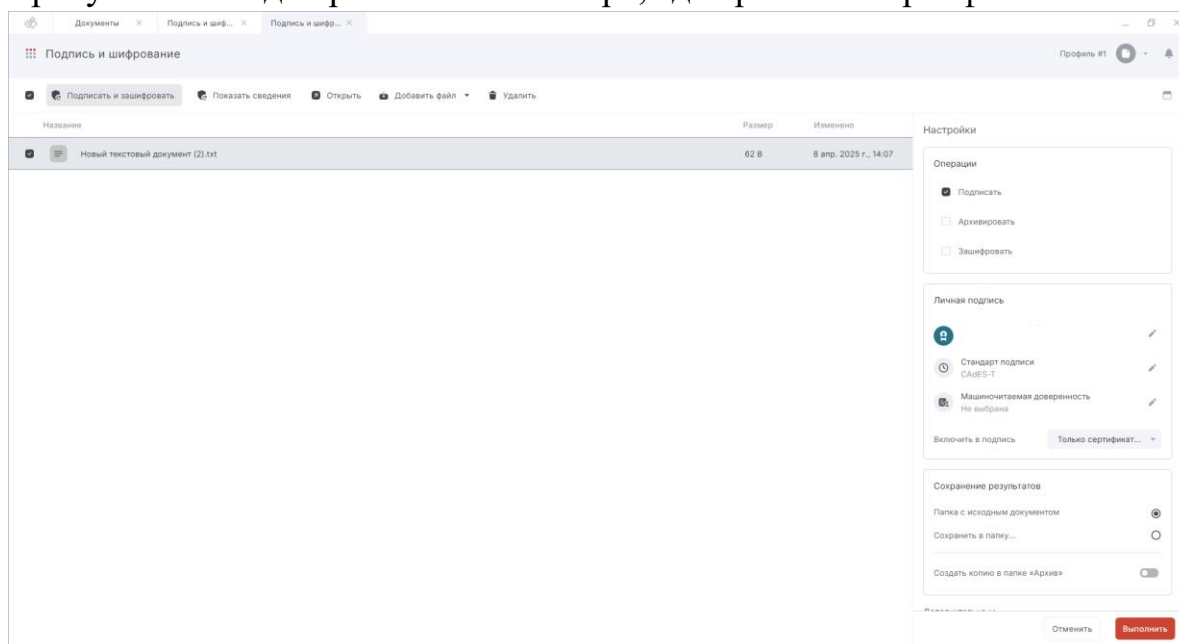 Документы
Подпись и шиф...
Подпись и шифр...
Подпись и шифрование
Профиль #1
Подписать и зашифровать
Показать сведения
Открыть
Добавить файл
Удалить
Название
Размер
Изменено
Новый текстовый документ (2).txt
62 B
8 апр. 2025 г., 14:07
Настройки
Операции
Подписать
Архивировать
Зашифровать
Личная подпись
Стандарт подписи
CAdES-T
Машиночитаемая доверенность
Не выбрана
Включить в подпись
Только сертификат...
Сохранение результатов
Папка с исходным документом
Сохранить в папку...
Создать копию в папке «Архив»
Отменить
Выполнить